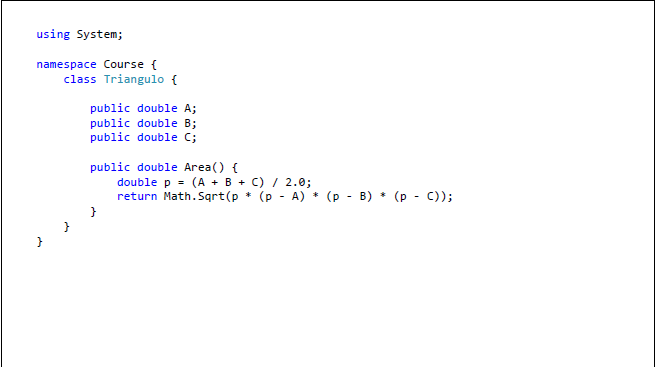 using System;
namespace Course {
class Triangulo {
public double A;
public double B;
public double C;
public double Area() {
double p = (A + B + C) / 2.0;
return Math.Sqrt(p * (p - A) * (p - B) * (p - C));
}
}
}